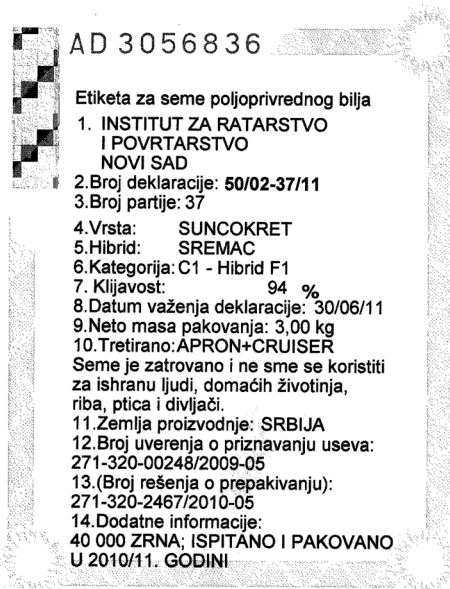 AD 3056836
Etiketa za seme poljoprivrednog bilja
1. INSTITUT ZA RATARSTVO
I POVRTARSTVO
NOVI SAD
2.Broj deklaracije: 50/02-37/11
3.Broj partije: 37
4.Vrsta: SUNCOKRET
5.Hibrid: SREMAC
6.Kategorija: C1 - Hibrid F1
7. Klijavost: 94 %
8.Datum važenja deklaracije: 30/06/11
9.Neto masa pakovanja: 3,00 kg
10.Tretirano: APRON+CRUISER
Seme je zatrovano i ne sme se koristiti
za ishranu ljudi, domaćih životinja,
riba, ptica i divljači.
11.Zemlja proizvodnje: SRBIJA
12.Broj uverenja o priznavanju useva:
271-320-00248/2009-05
13.(Broj rešenja o prepakivanju):
271-320-2467/2010-05
14.Dodatne informacije:
40 000 ZRNA; ISPITANO I PAKOVANO
U 2010/11. GODINI